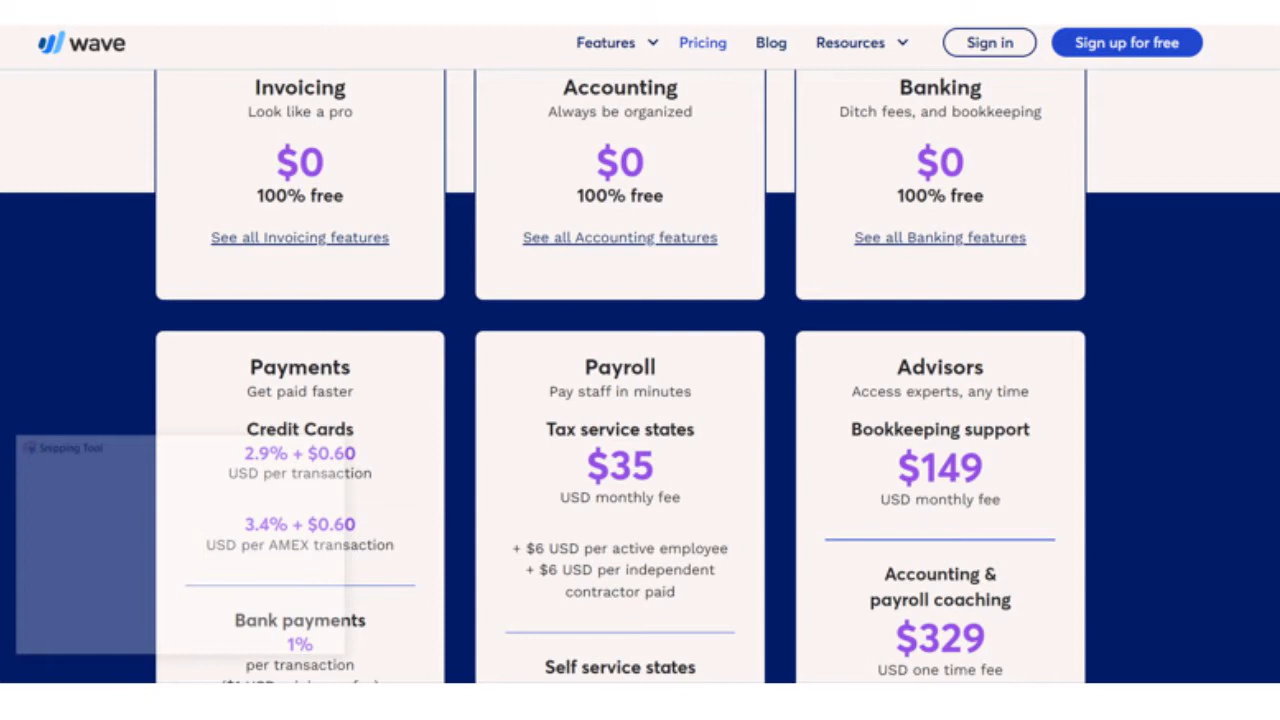 wave
Features
Pricing
Blog
Resources
Sign in
Sign up for free
Invoicing
Look like a pro
$0
100% free
See all Invoicing features
Accounting
Always be organized
$0
100% free
See all Accounting features
Banking
Ditch fees, and bookkeeping
$0
100% free
See all Banking features
Payments
Get paid faster
Credit Cards
2.9% + $0.60
USD per transaction
3.4% + $0.60
USD per AMEX transaction
Bank payments
1%
per transaction
Payroll
Pay staff in minutes
Tax service states
$35
USD monthly fee
+ $6 USD per active employee
+ $6 USD per independent
contractor paid
Self service states
Advisors
Access experts, any time
Bookkeeping support
$149
USD monthly fee
Accounting &
payroll coaching
$329
USD one time fee
Snipping Tool